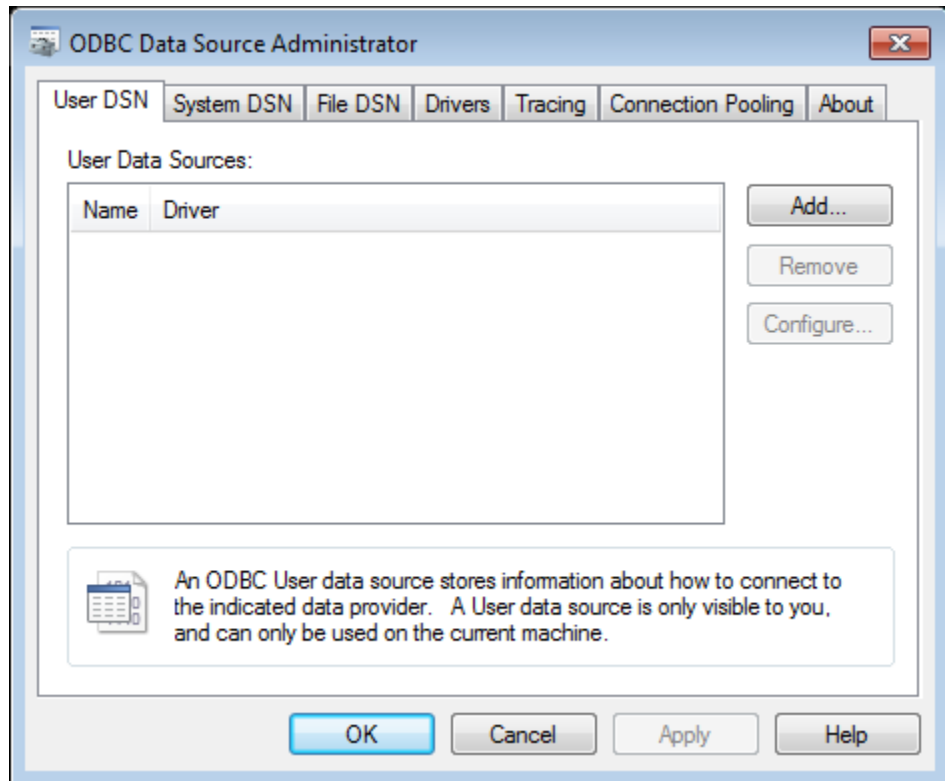 ODBC Data Source Administrator
User DSN System DSN File DSN Drivers Tracing Connection Pooling About
User Data Sources:
Name Driver
Add...
Remove
Configure...
An ODBC User data source stores information about how to connect to
the indicated data provider. A User data source is only visible to you,
and can only be used on the current machine.
OK Cancel Apply Help